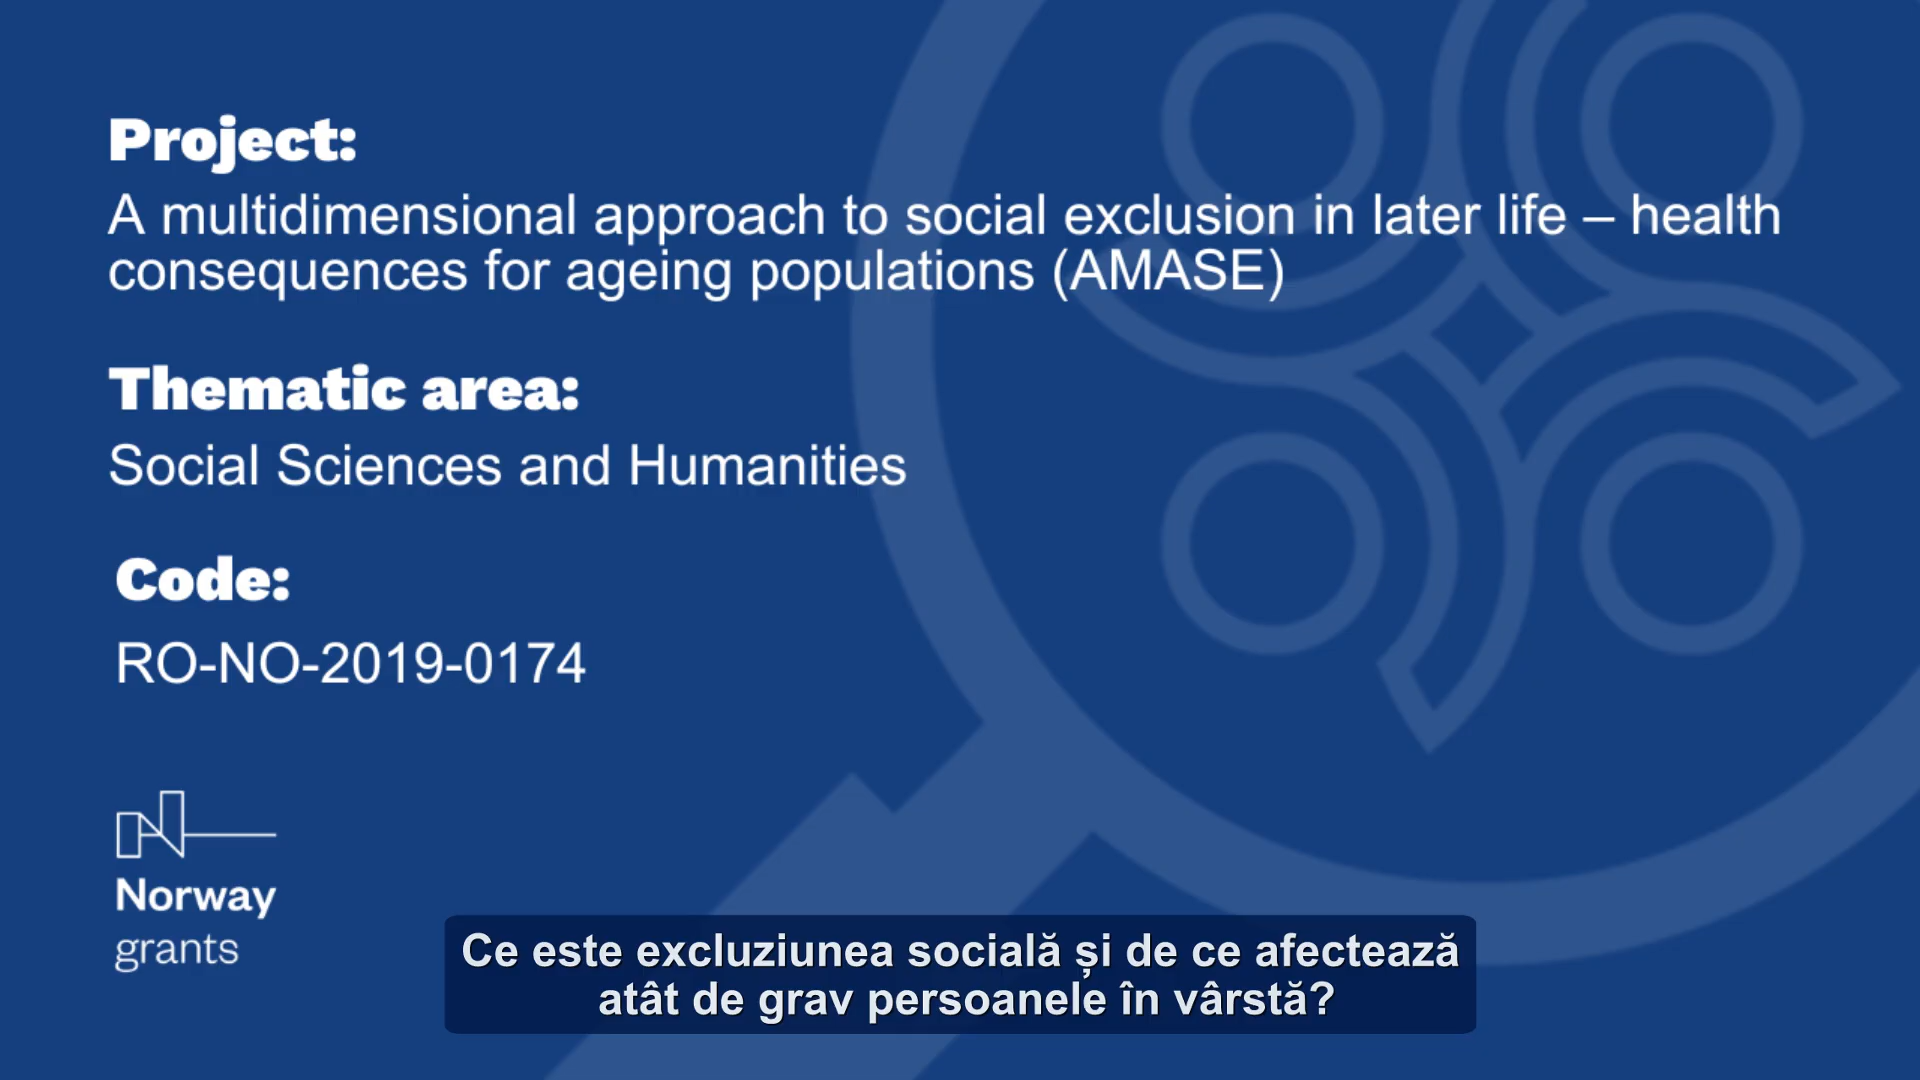 Project:
A multidimensional approach to social exclusion in later life – health
consequences for ageing populations (AMASE)
Thematic area:
Social Sciences and Humanities
Code:
RO-NO-2019-0174
Norway
grants
Ce este excluziunea socială și de ce afectează
atât de grav persoanele în vârstă?